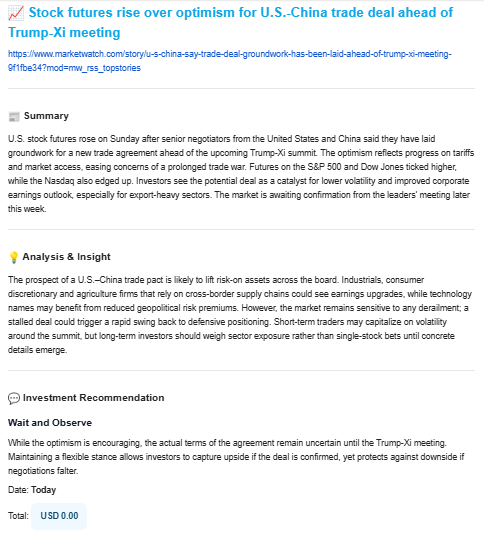 📈 Stock futures rise over optimism for U.S.-China trade deal ahead of
Trump-Xi meeting
https://www.marketwatch.com/story/u-s-china-say-trade-deal-groundwork-has-been-laid-ahead-of-trump-xi-meeting-
9f1fbe34?mod=mw_rss_topstories
📰 Summary
U.S. stock futures rose on Sunday after senior negotiators from the United States and China said they have laid
groundwork for a new trade agreement ahead of the upcoming Trump-Xi summit. The optimism reflects progress on tariffs
and market access, easing concerns of a prolonged trade war. Futures on the S&P 500 and Dow Jones ticked higher,
while the Nasdaq also edged up. Investors see the potential deal as a catalyst for lower volatility and improved corporate
earnings outlook, especially for export-heavy sectors. The market is awaiting confirmation from the leaders' meeting later
this week.
💡 Analysis & Insight
The prospect of a U.S.–China trade pact is likely to lift risk-on assets across the board. Industrials, consumer
discretionary and agriculture firms that rely on cross-border supply chains could see earnings upgrades, while technology
names may benefit from reduced geopolitical risk premiums. However, the market remains sensitive to any derailment; a
stalled deal could trigger a rapid swing back to defensive positioning. Short-term traders may capitalize on volatility
around the summit, but long-term investors should weigh sector exposure rather than single-stock bets until concrete
details emerge.
💬 Investment Recommendation
Wait and Observe
While the optimism is encouraging, the actual terms of the agreement remain uncertain until the Trump-Xi meeting.
Maintaining a flexible stance allows investors to capture upside if the deal is confirmed, yet protects against downside if
negotiations falter.
Date: Today
Total: USD 0.00